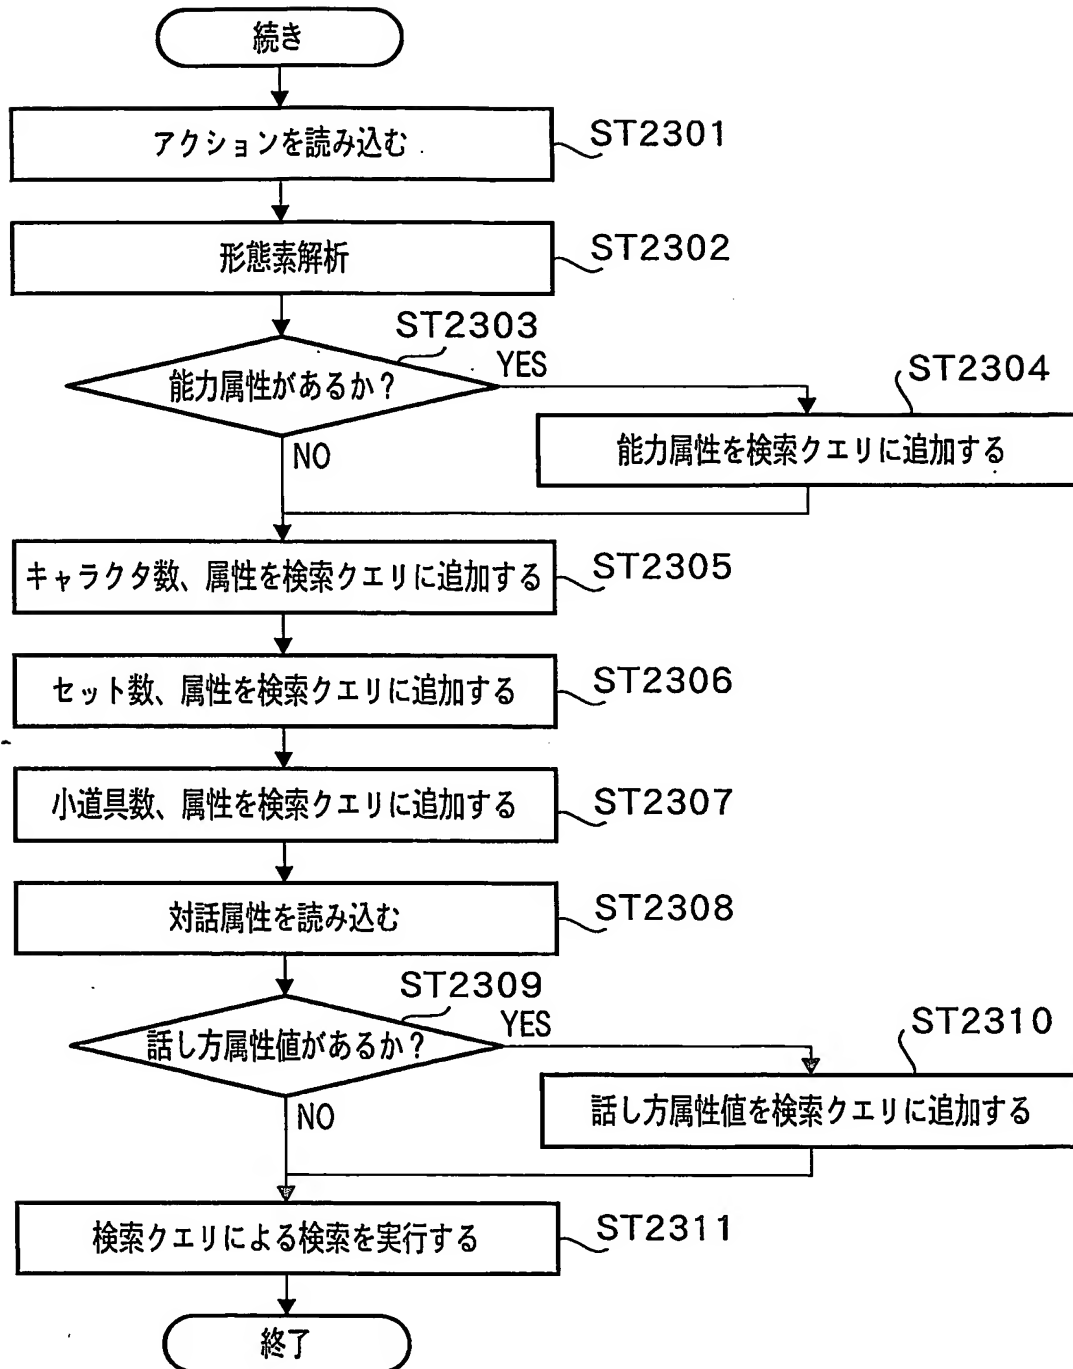 続き
アクションを読み込む
ST2301
形態素解析
ST2302
ST2303
能力属性があるか?
YES
NO
ST2304
能力属性を検索クエリに追加する
キャラクタ数、属性を検索クエリに追加する
ST2305
セット数、属性を検索クエリに追加する
ST2306
小道具数、属性を検索クエリに追加する
ST2307
対話属性を読み込む
ST2308
ST2309
話し方属性値があるか?
YES
NO
ST2310
話し方属性値を検索クエリに追加する
検索クエリによる検索を実行する
ST2311
終了